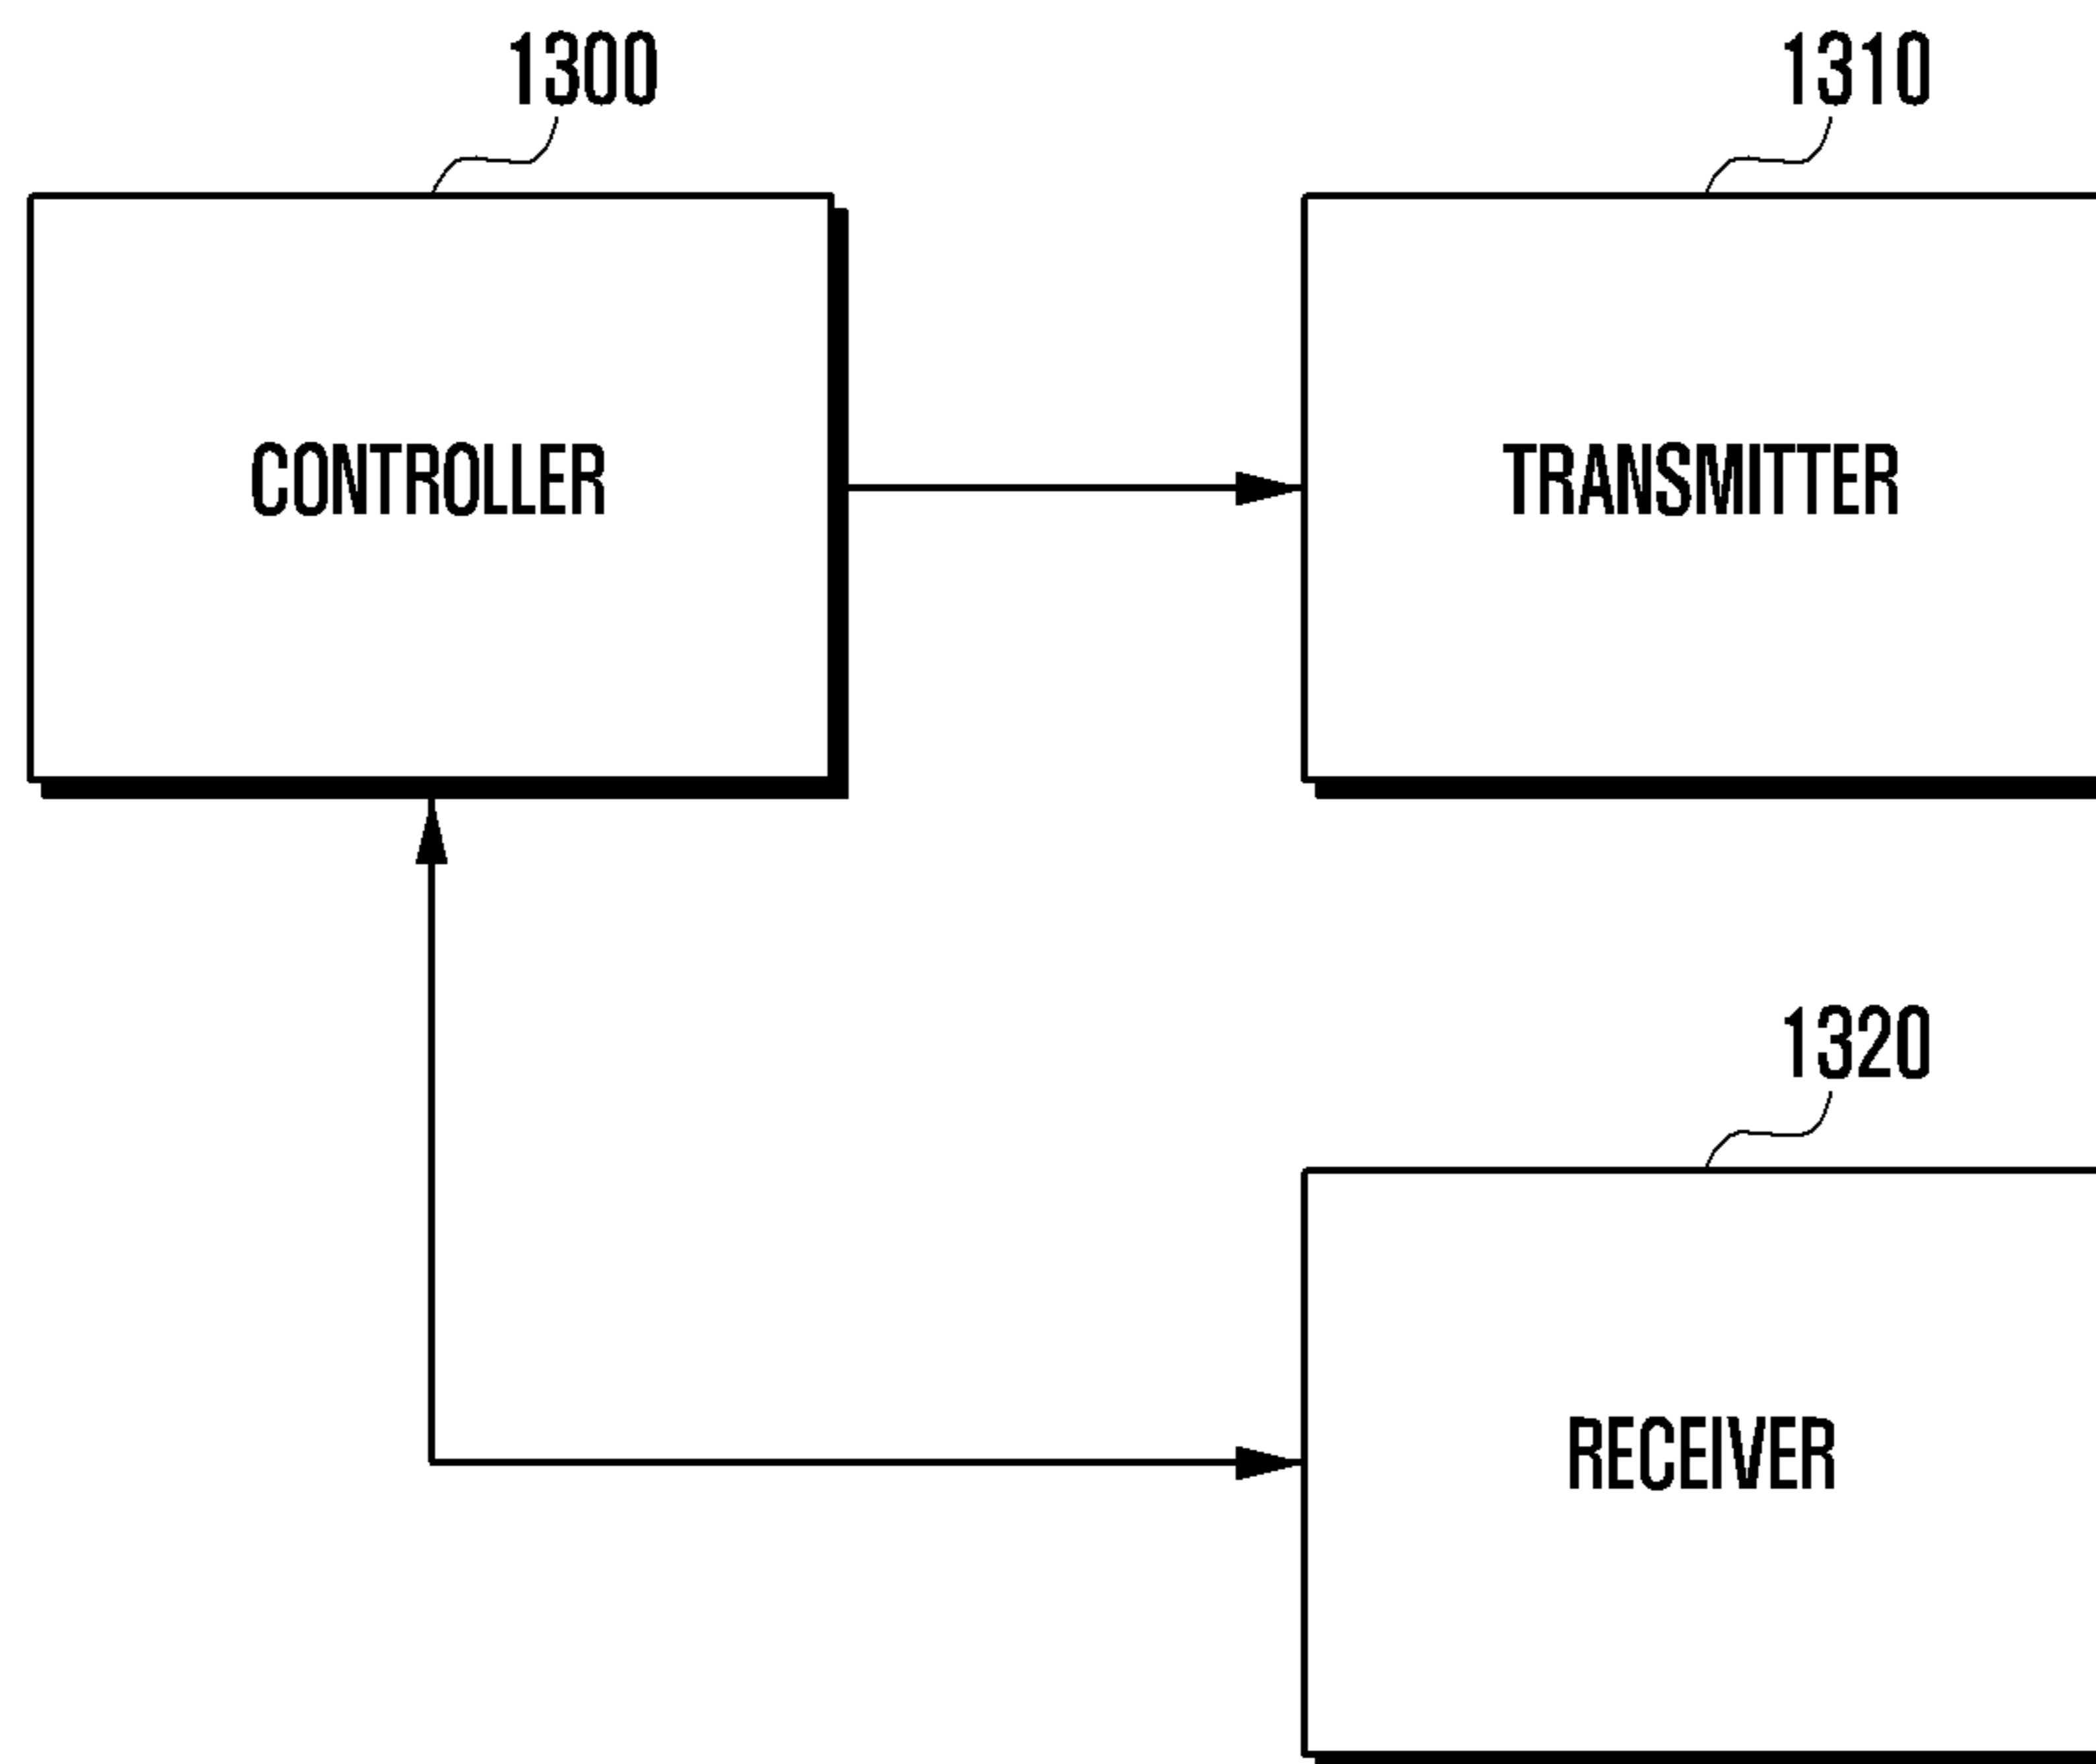 1300
1310
CONTROLLER
TRANSMITTER
1320
RECEIVER